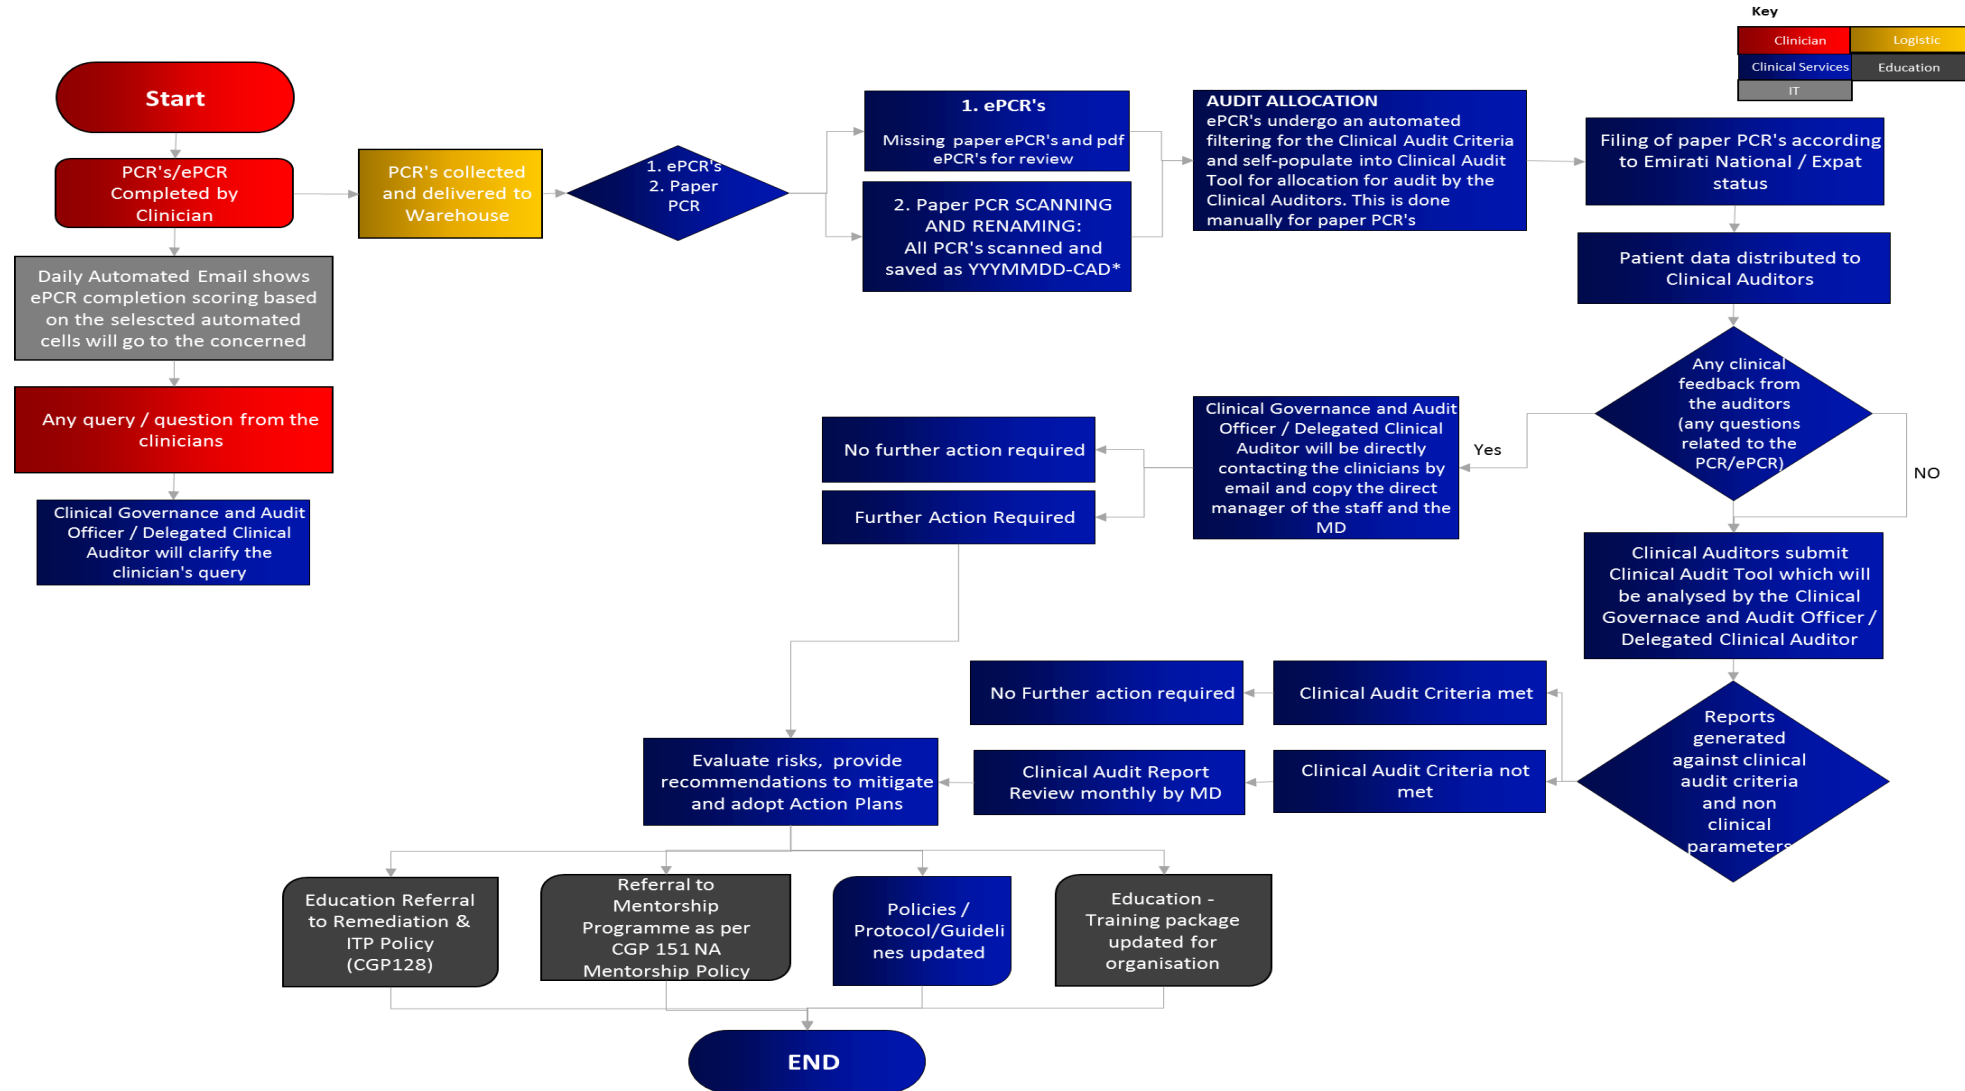 Key
Clinician
Logistic
Clinical Services
Education
IT
Start
PCR's/ePCR
Completed by
Clinician
Daily Automated Email shows
ePCR completion scoring based
on the selescted automated
cells will go to the concerned
Any query / question from the
clinicians
Clinical Governance and Audit
Officer / Delegated Clinical
Auditor will clarify the
clinician's query
PCR's collected
and delivered to
Warehouse
1. ePCR's
2. Paper
PCR
1. ePCR's
Missing paper ePCR's and pdf
ePCR's for review
2. Paper PCR SCANNING
AND RENAMING:
All PCR's scanned and
saved as YYYMMDD-CAD*
AUDIT ALLOCATION
ePCR's undergo an automated
filtering for the Clinical Audit Criteria
and self-populate into Clinical Audit
Tool for allocation for audit by the
Clinical Auditors. This is done
manually for paper PCR's
Filing of paper PCR's according
to Emirati National / Expat
status
Patient data distributed to
Clinical Auditors
Any clinical
feedback from
the auditors
(any questions
related to the
PCR/ePCR)
Yes
NO
Clinical Governance and Audit
Officer / Delegated Clinical
Auditor will be directly
contacting the clinicians by
email and copy the direct
manager of the staff and the
MD
No further action required
Further Action Required
Clinical Auditors submit
Clinical Audit Tool which will
be analysed by the Clinical
Governace and Audit Officer /
Delegated Clinical Auditor
Reports
generated
against clinical
audit criteria
and non
clinical
parameters
Clinical Audit Criteria met
No Further action required
Clinical Audit Criteria not
met
Clinical Audit Report
Review monthly by MD
Evaluate risks, provide
recommendations to mitigate
and adopt Action Plans
Education Referral
to Remediation &
ITP Policy
(CGP128)
Referral to
Mentorship
Programme as per
CGP 151 NA
Mentorship Policy
Policies /
Protocol/Guideli
nes updated
Education -
Training package
updated for
organisation
END